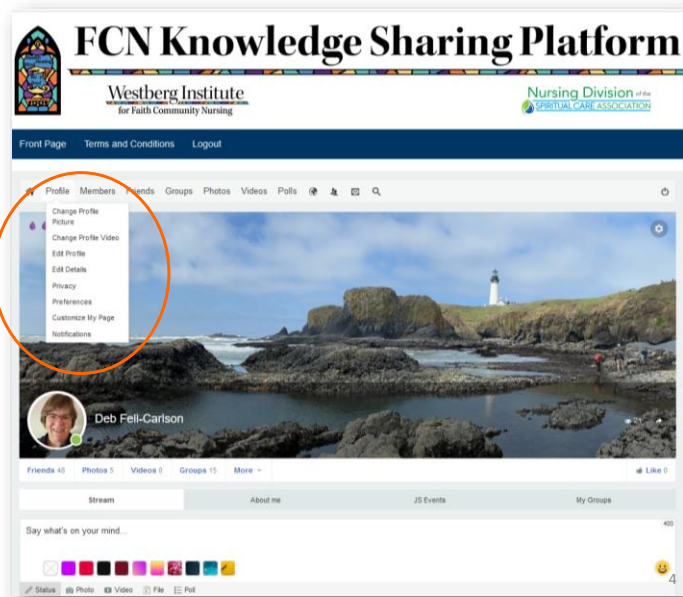 FCN Knowledge Sharing Platform
Westberg Institute
for Faith Community Nursing
Nursing Division of the
SPIRITUAL CARE ASSOCIATION
Front Page Terms and Conditions Logout
Profile Members Friends Groups Photos Videos Polls
Change Profile
Picture
Change Profile Video
Edit Profile
Edit Details
Privacy
Preferences
Customize My Page
Notifications
Deb Fell-Carlson
Friends 48 Photos 5 Videos 0 Groups 15 More Like 0
Stream About me JS Events My Groups
Say what's on your mind... 400
Status Photo Video File Poll
4